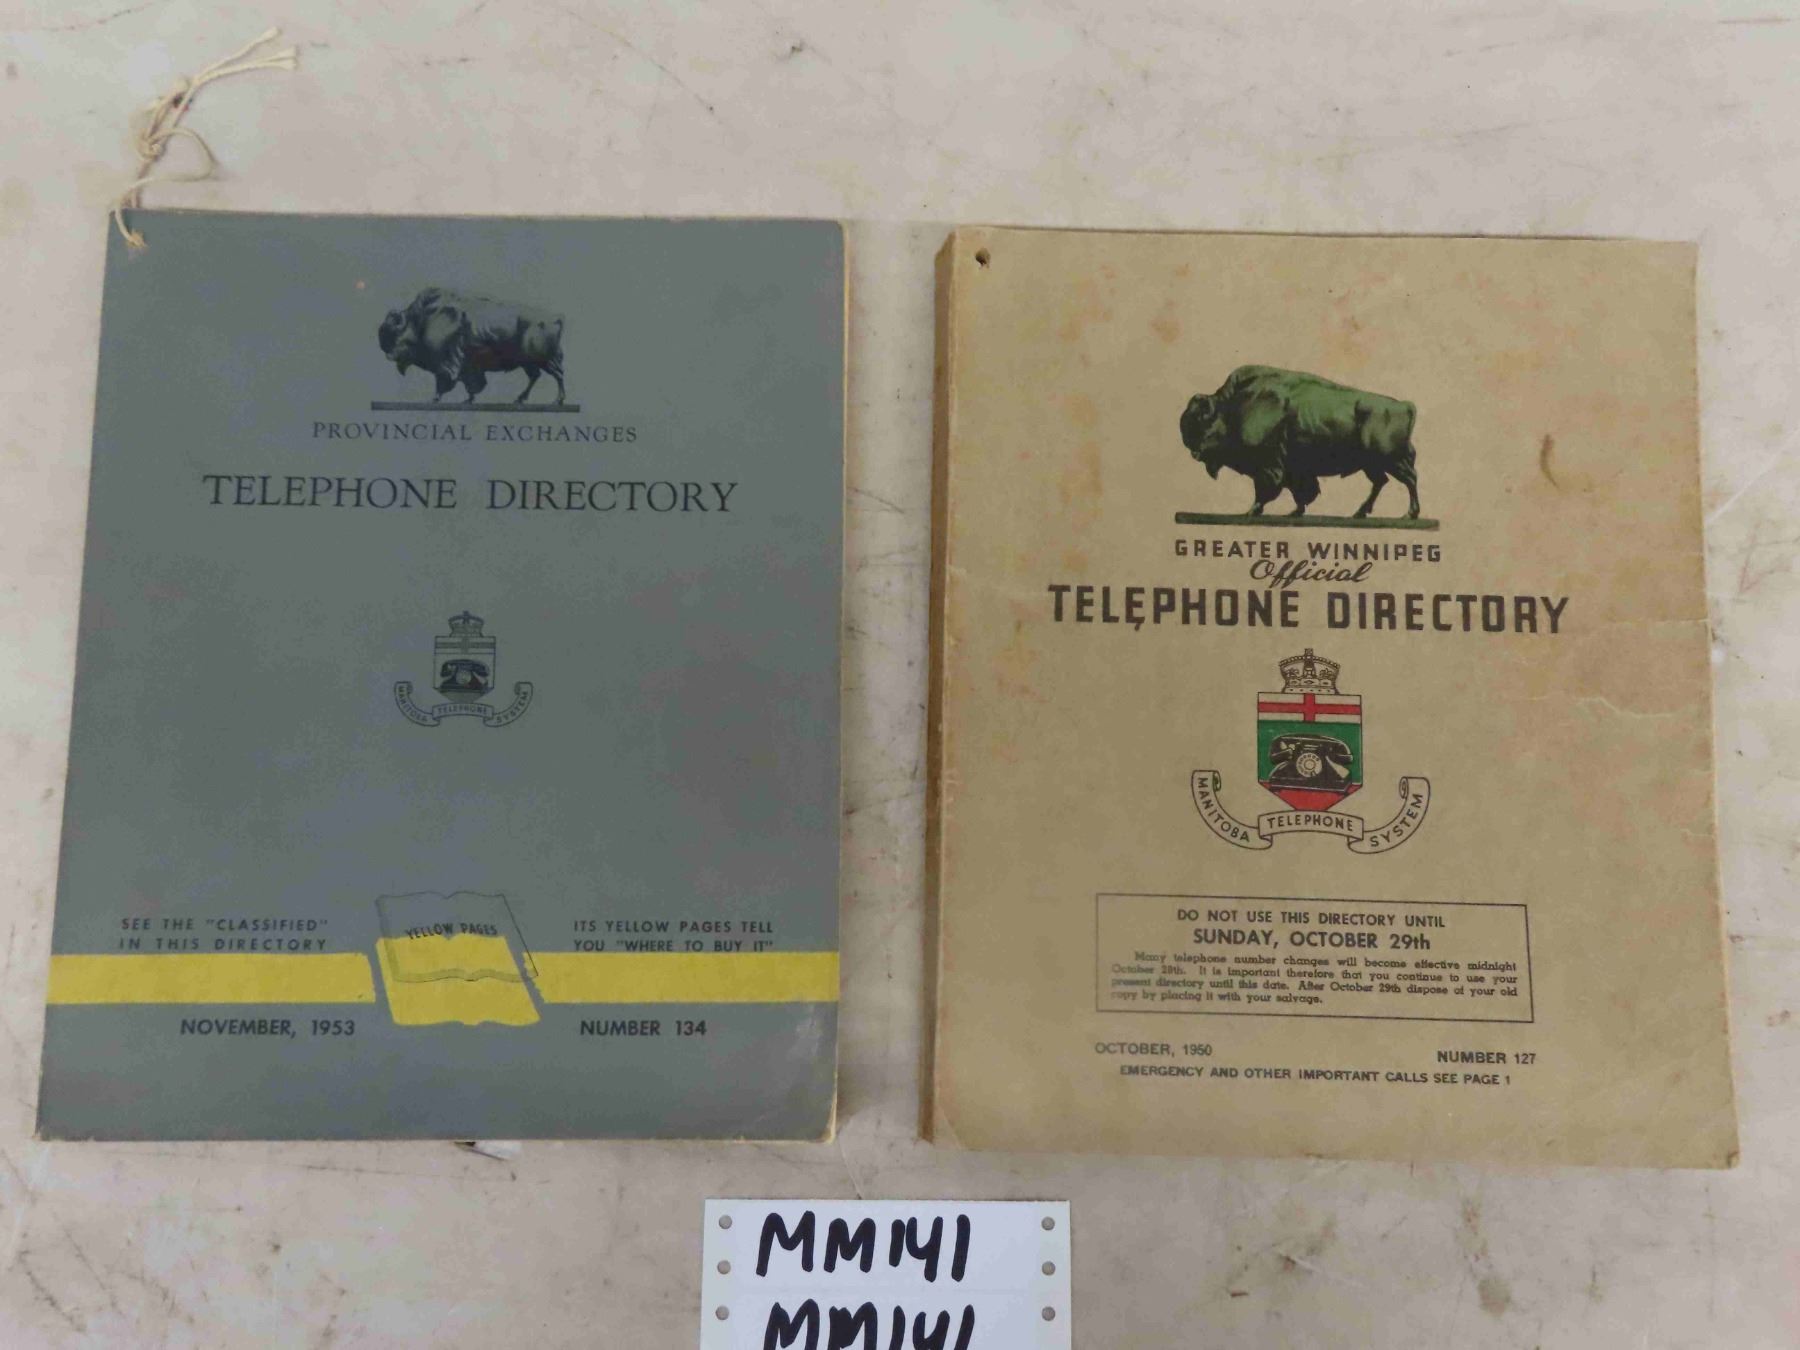 PROVINCIAL EXCHANGES
TELEPHONE DIRECTORY
MANITOBA TELEPHONE SYSTEM
SEE THE "CLASSIFIED"
IN THIS DIRECTORY
YELLOW PAGES
ITS YELLOW PAGES TELL
YOU "WHERE TO BUY IT"
NOVEMBER, 1953
NUMBER 134
GREATER WINNIPEG
Official
TELEPHONE DIRECTORY
MANITOBA TELEPHONE SYSTEM
DO NOT USE THIS DIRECTORY UNTIL
SUNDAY, OCTOBER 29th
Many telephone number changes will become effective midnight
October 28th. It is important therefore that you continue to use your
present directory until this date. After October 29th dispose of your old
copy by placing it with your salvage.
OCTOBER, 1950
NUMBER 127
EMERGENCY AND OTHER IMPORTANT CALLS SEE PAGE 1
MM141
MM141